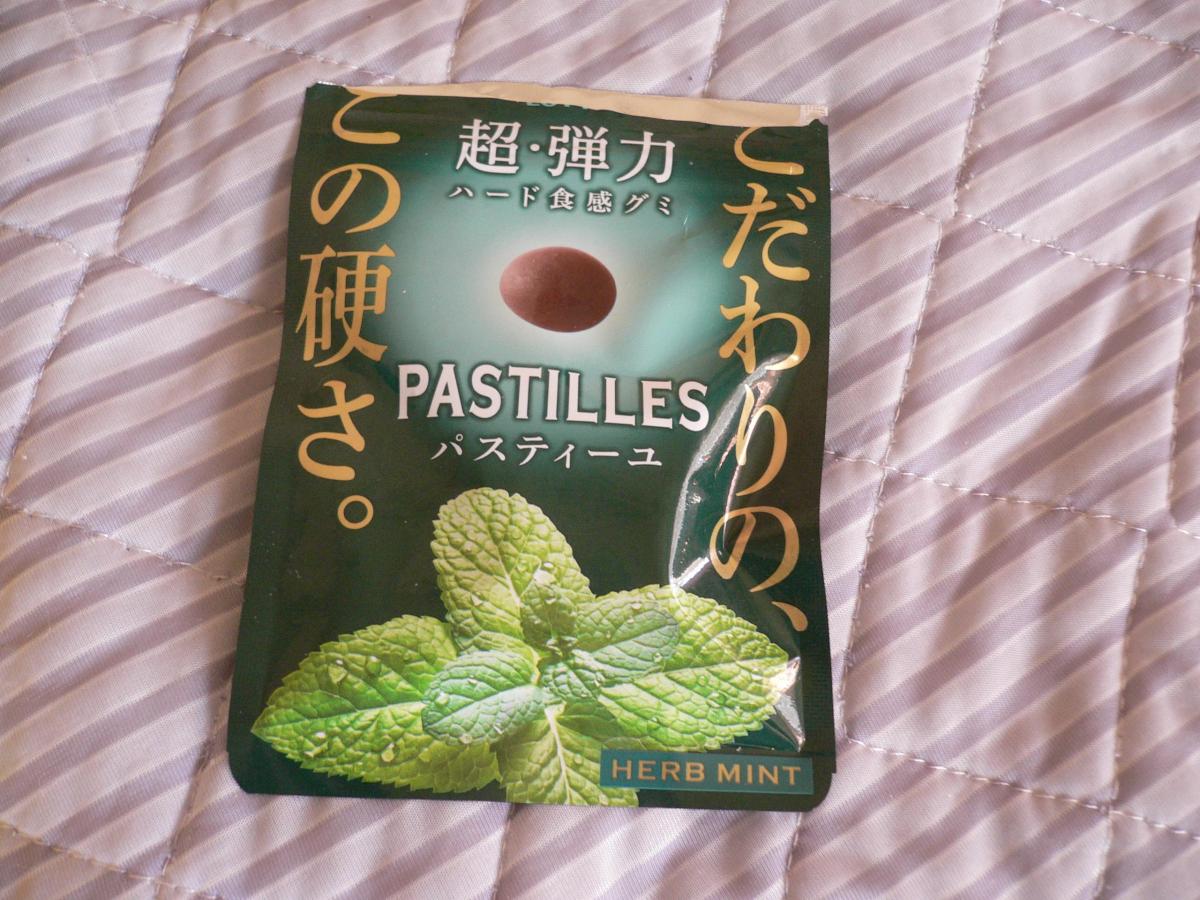 こだわりの、
この硬さ。
超・弾力
ハード食感グミ
PASTILLES
パスティーユ
HERB MINT